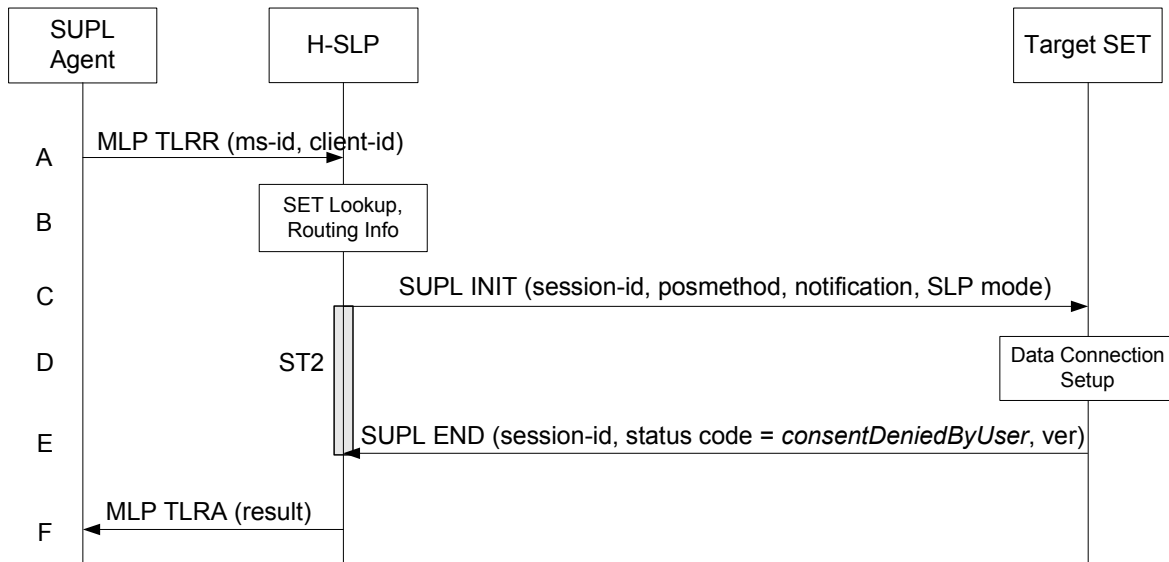 SUPL
Agent
H-SLP
Target SET
A
MLP TLRR (ms-id, client-id)
B
SET Lookup,
Routing Info
C
SUPL INIT (session-id, posmethod, notification, SLP mode)
D
ST2
Data Connection
Setup
E
SUPL END (session-id, status code = consentDeniedByUser, ver)
F
MLP TLRA (result)